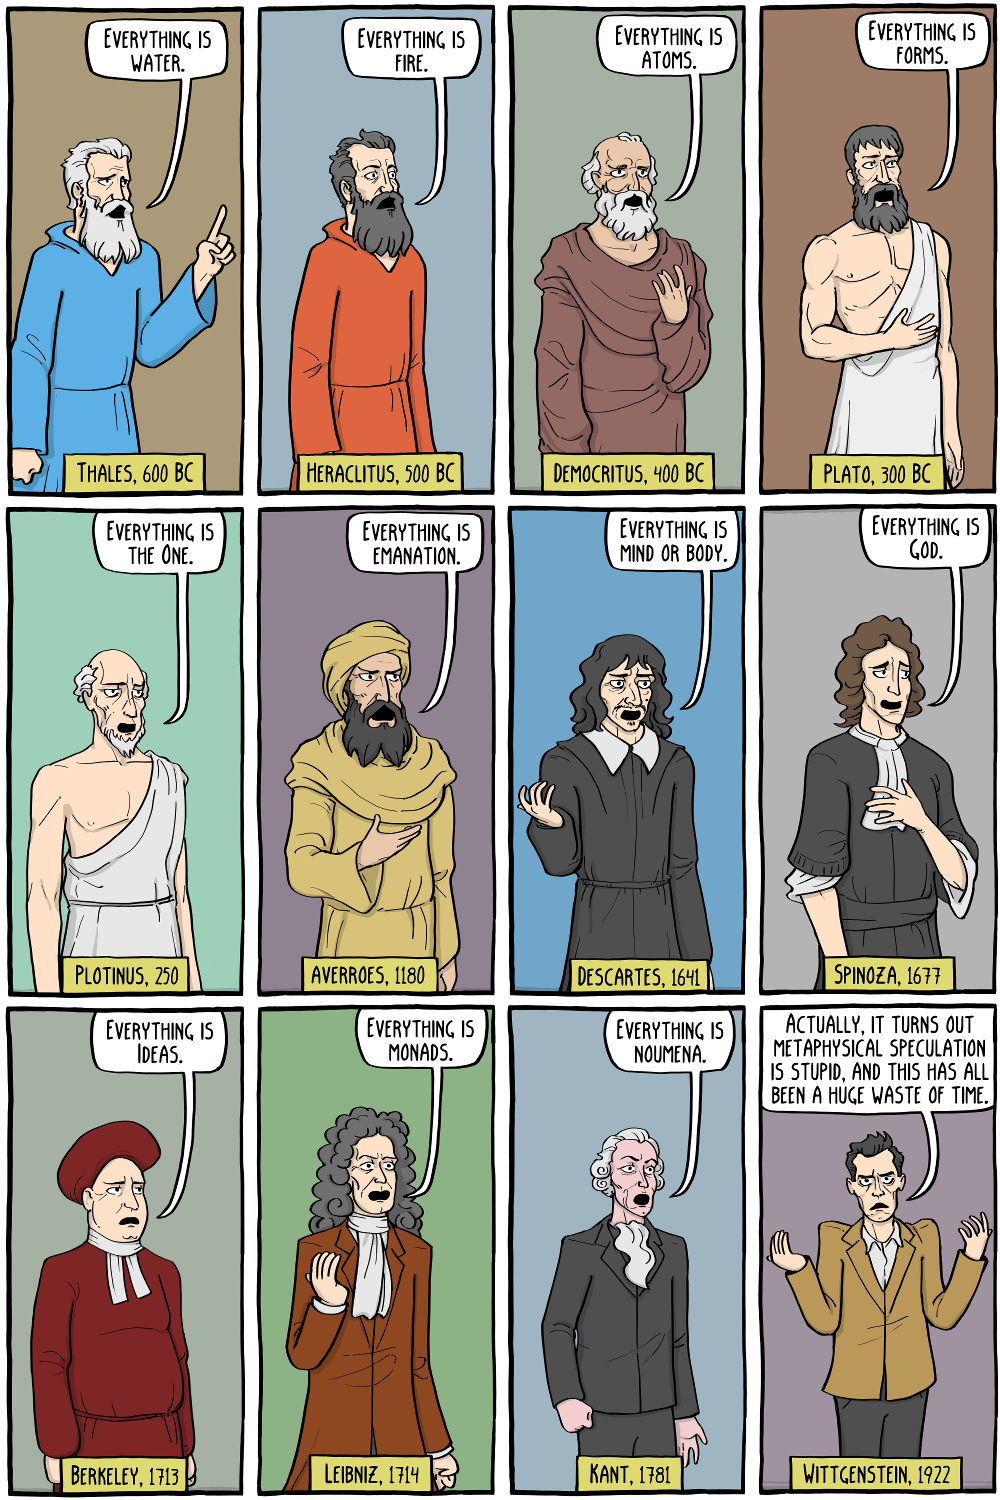 Everything is
water.
Thales, 600 BC
Everything is
fire.
Heraclitus, 500 BC
Everything is
atoms.
Democritus, 400 BC
Everything is
forms.
Plato, 300 BC
Everything is
the One.
Plotinus, 250
Everything is
emanation.
Averroes, 1180
Everything is
mind or body.
Descartes, 1641
Everything is
God.
Spinoza, 1677
Everything is
Ideas.
Berkeley, 1713
Everything is
monads.
Leibniz, 1714
Everything is
noumena.
Kant, 1781
Actually, it turns out
metaphysical speculation
is stupid, and this has all
been a huge waste of time.
Wittgenstein, 1922